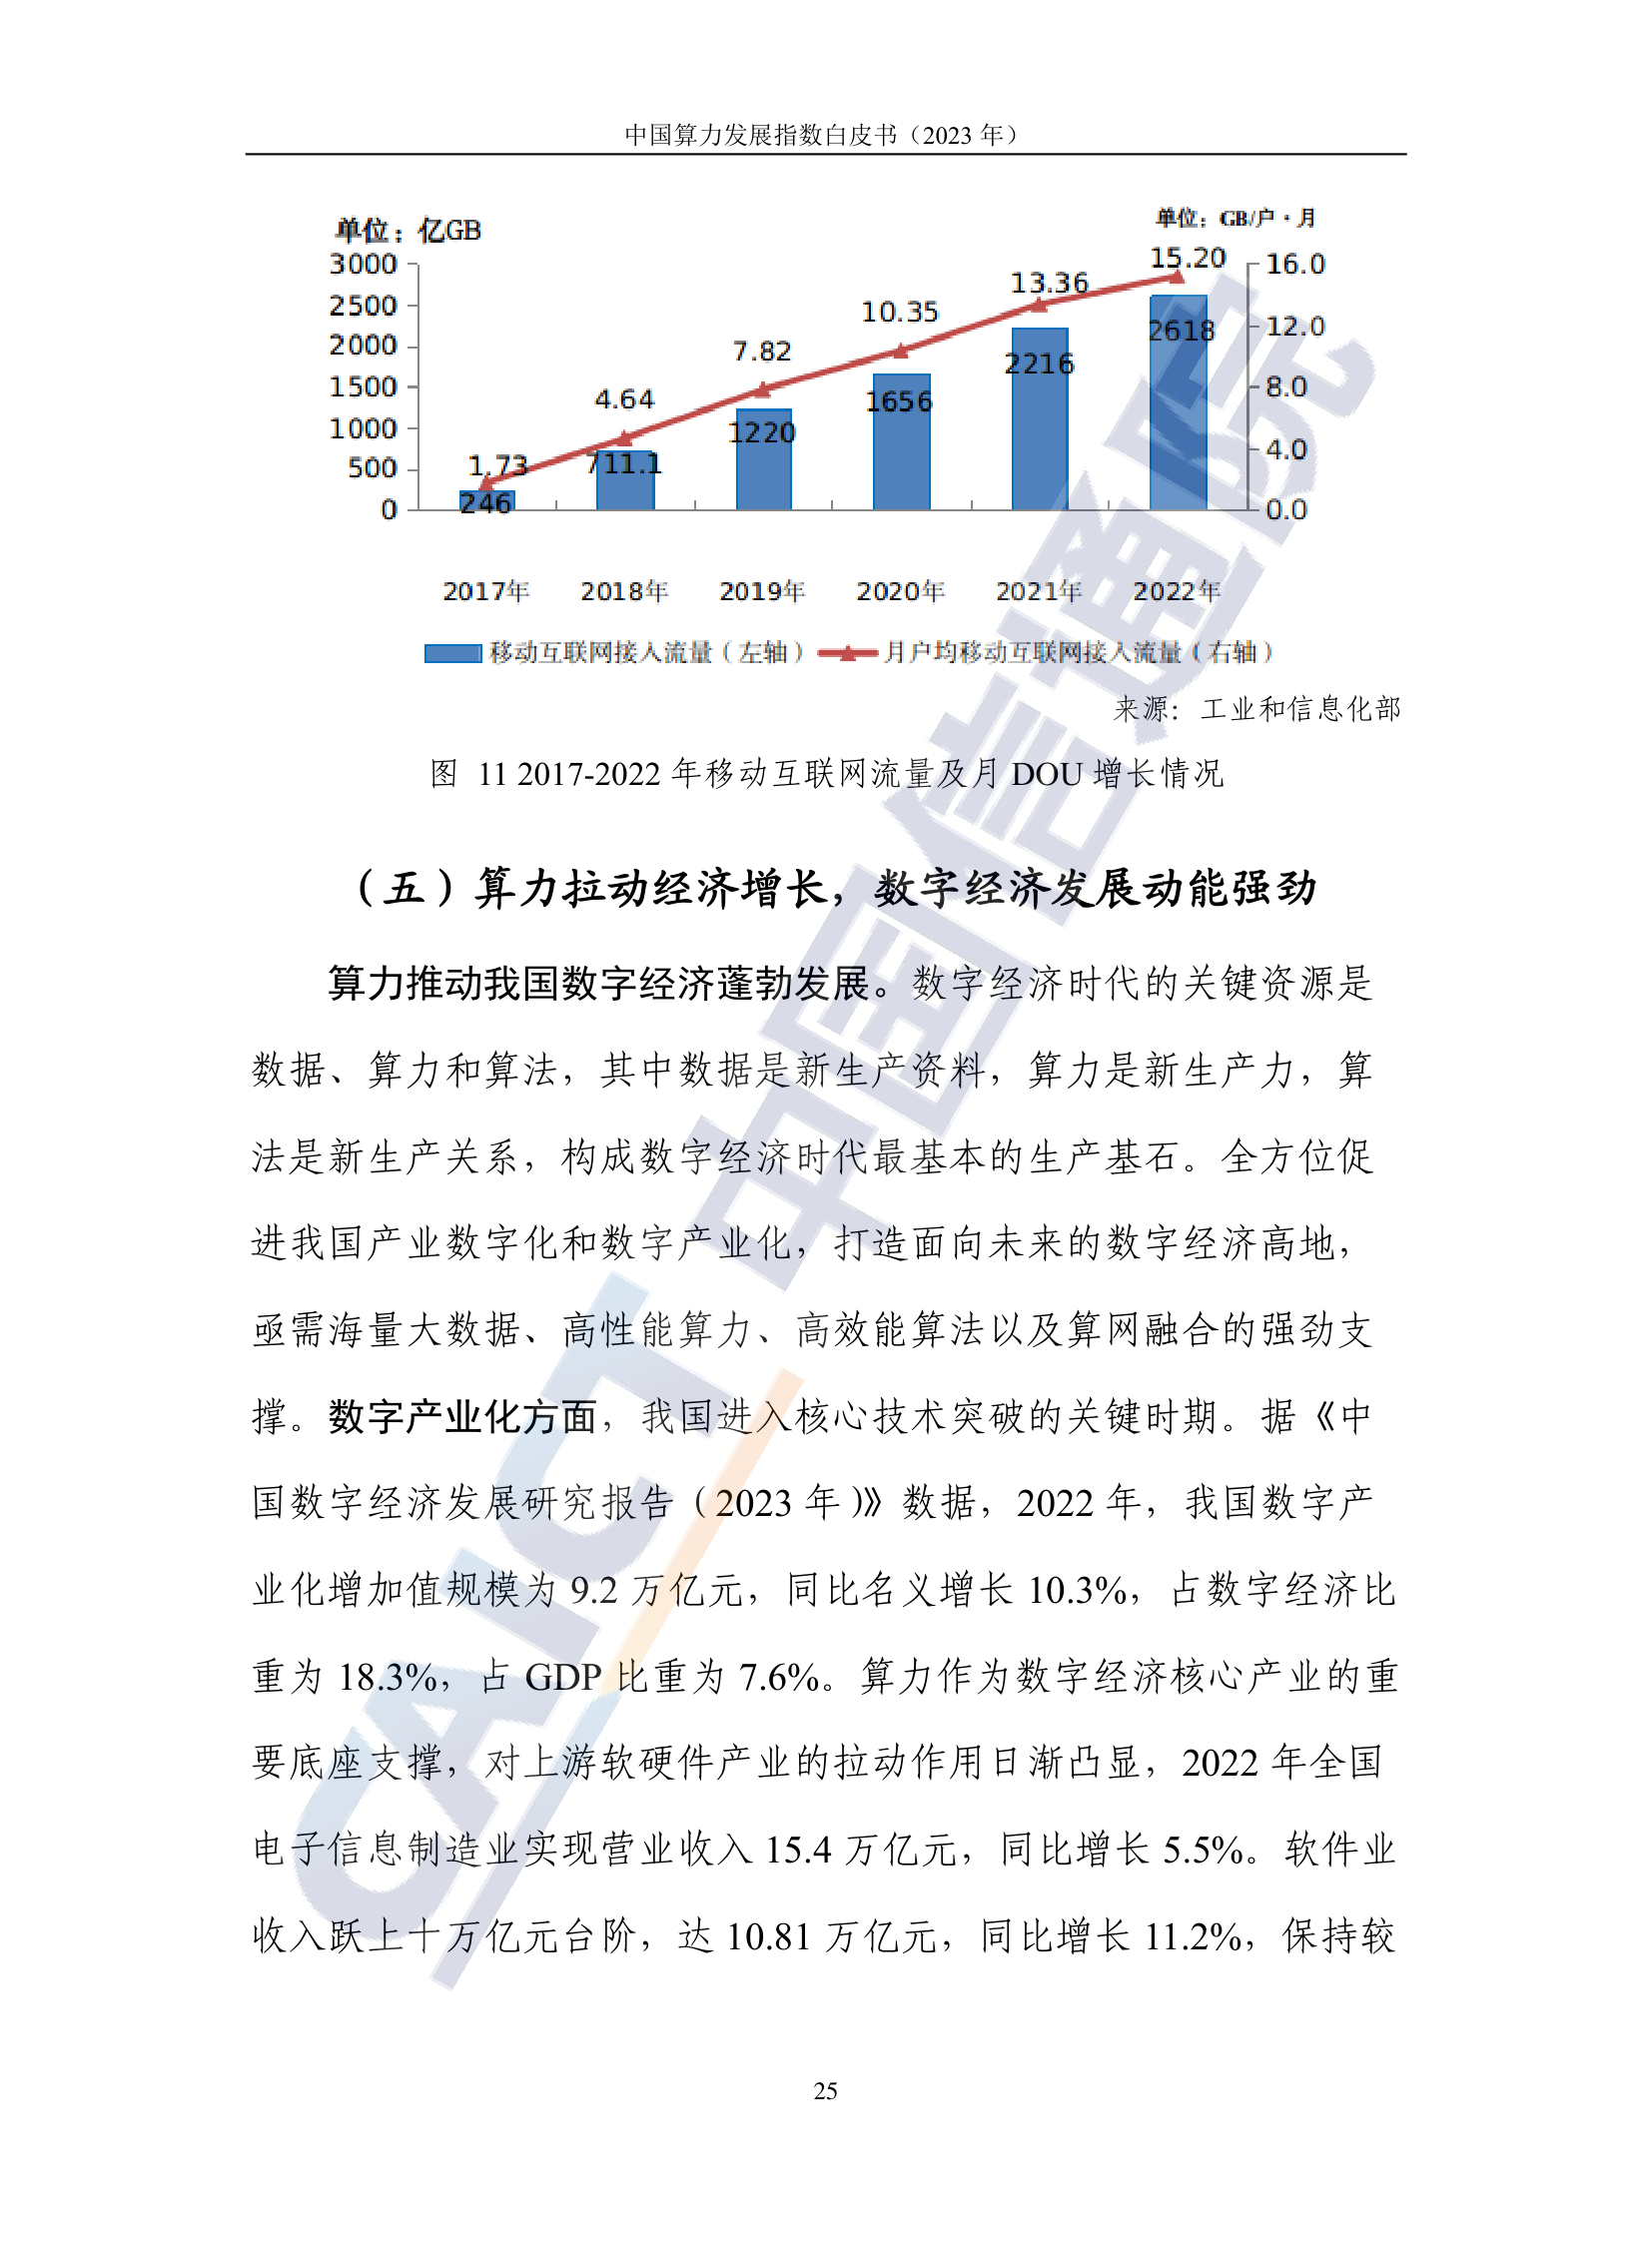 中国算力发展指数白皮书（2023 年）
单位：亿GB
单位：GB/户·月
3000
2500
2000
1500
1000
500
0
16.0
12.0
8.0
4.0
0.0
1.73
4.64
7.82
10.35
13.36
15.20
246
711.1
1220
1656
2216
2618
2017年 2018年 2019年 2020年 2021年 2022年
移动互联网接入流量（左轴） 月户均移动互联网接入流量（右轴）
来源：工业和信息化部
图 11 2017-2022 年移动互联网流量及月 DOU 增长情况
（五）算力拉动经济增长，数字经济发展动能强劲
算力推动我国数字经济蓬勃发展。数字经济时代的关键资源是
数据、算力和算法，其中数据是新生产资料，算力是新生产力，算
法是新生产关系，构成数字经济时代最基本的生产基石。全方位促
进我国产业数字化和数字产业化，打造面向未来的数字经济高地，
亟需海量大数据、高性能算力、高效能算法以及算网融合的强劲支
撑。数字产业化方面，我国进入核心技术突破的关键时期。据《中
国数字经济发展研究报告（2023 年）》数据，2022 年，我国数字产
业化增加值规模为 9.2 万亿元，同比名义增长 10.3%，占数字经济比
重为 18.3%，占 GDP 比重为 7.6%。算力作为数字经济核心产业的重
要底座支撑，对上游软硬件产业的拉动作用日渐凸显，2022 年全国
电子信息制造业实现营业收入 15.4 万亿元，同比增长 5.5%。软件业
收入跃上十万亿元台阶，达 10.81 万亿元，同比增长 11.2%，保持较
25
CAICT 中国信通院